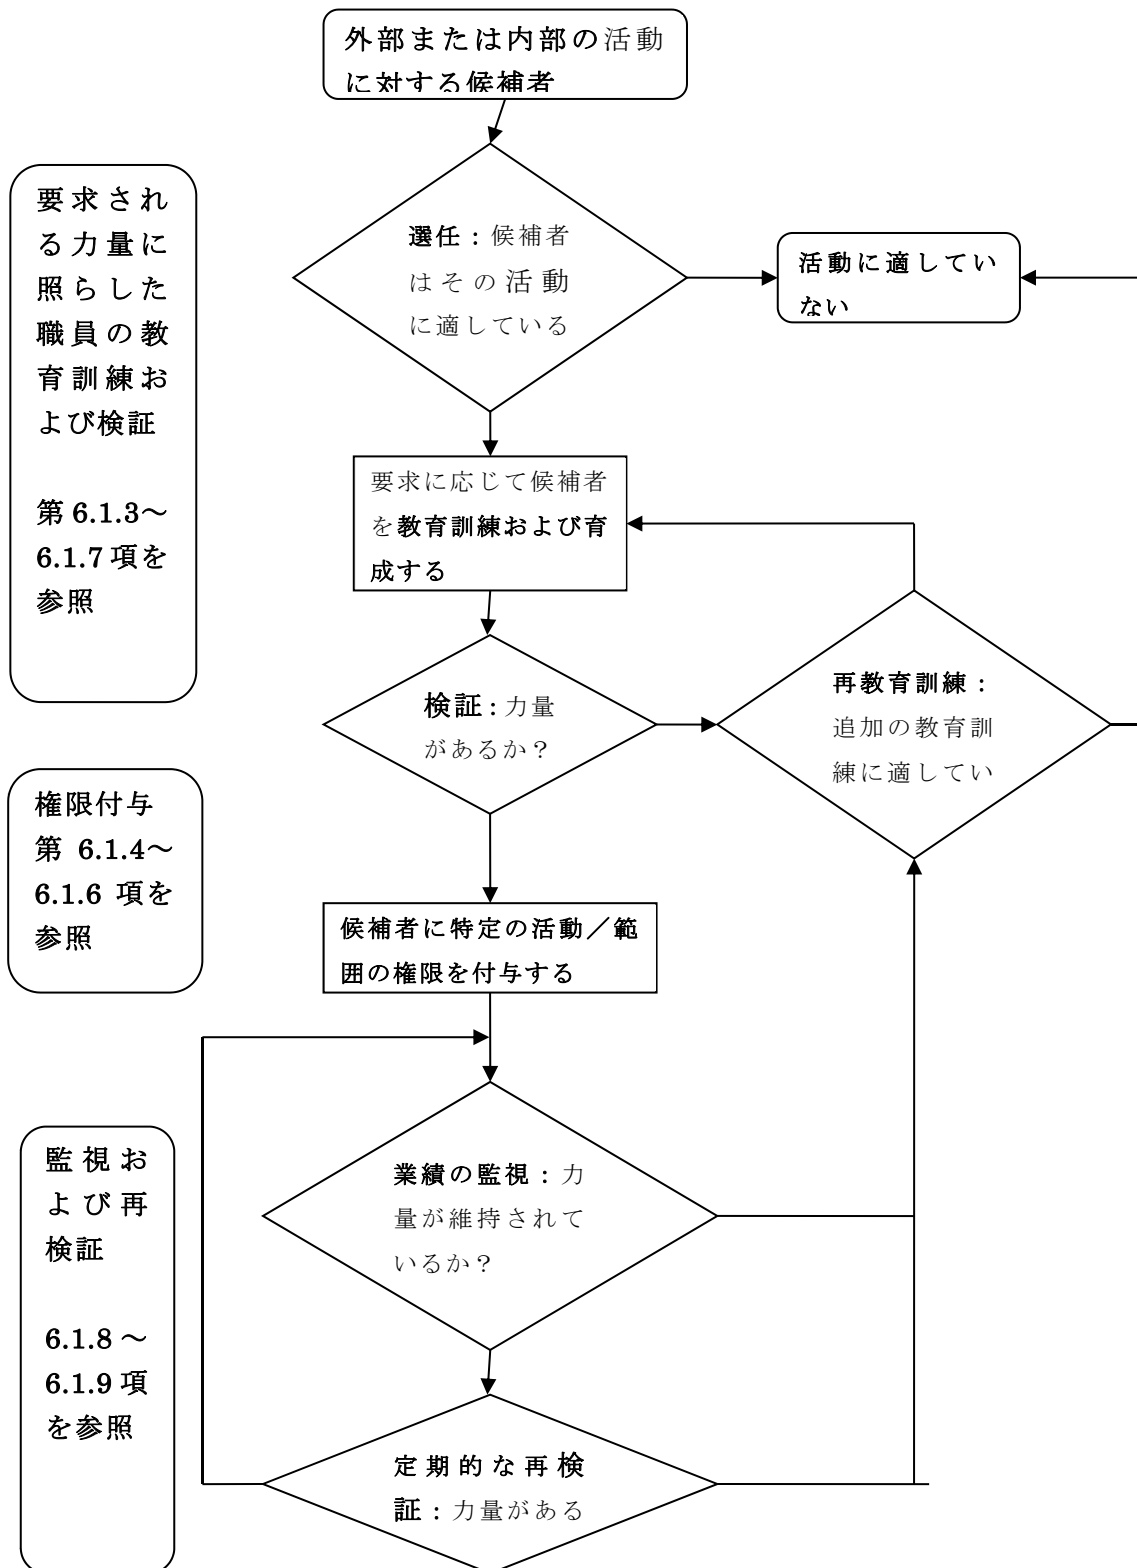 外部または内部の活動
に対する候補者
要求され
る力量に
照らした
職員の教
育訓練お
よび検証
第 6.1.3～
6.1.7 項を
参照
選任：候補者
はその活動
に適している
活動に適してい
ない
要求に応じて候補者
を教育訓練および育
成する
検証：力量
があるか？
再教育訓練：
追加の教育訓
練に適してい
権限付与
第 6.1.4～
6.1.6 項を
参照
候補者に特定の活動／範
囲の権限を付与する
監視お
よび再
検証
6.1.8～
6.1.9 項
を参照
業績の監視：力
量が維持されて
いるか？
定期的な再検
証：力量がある